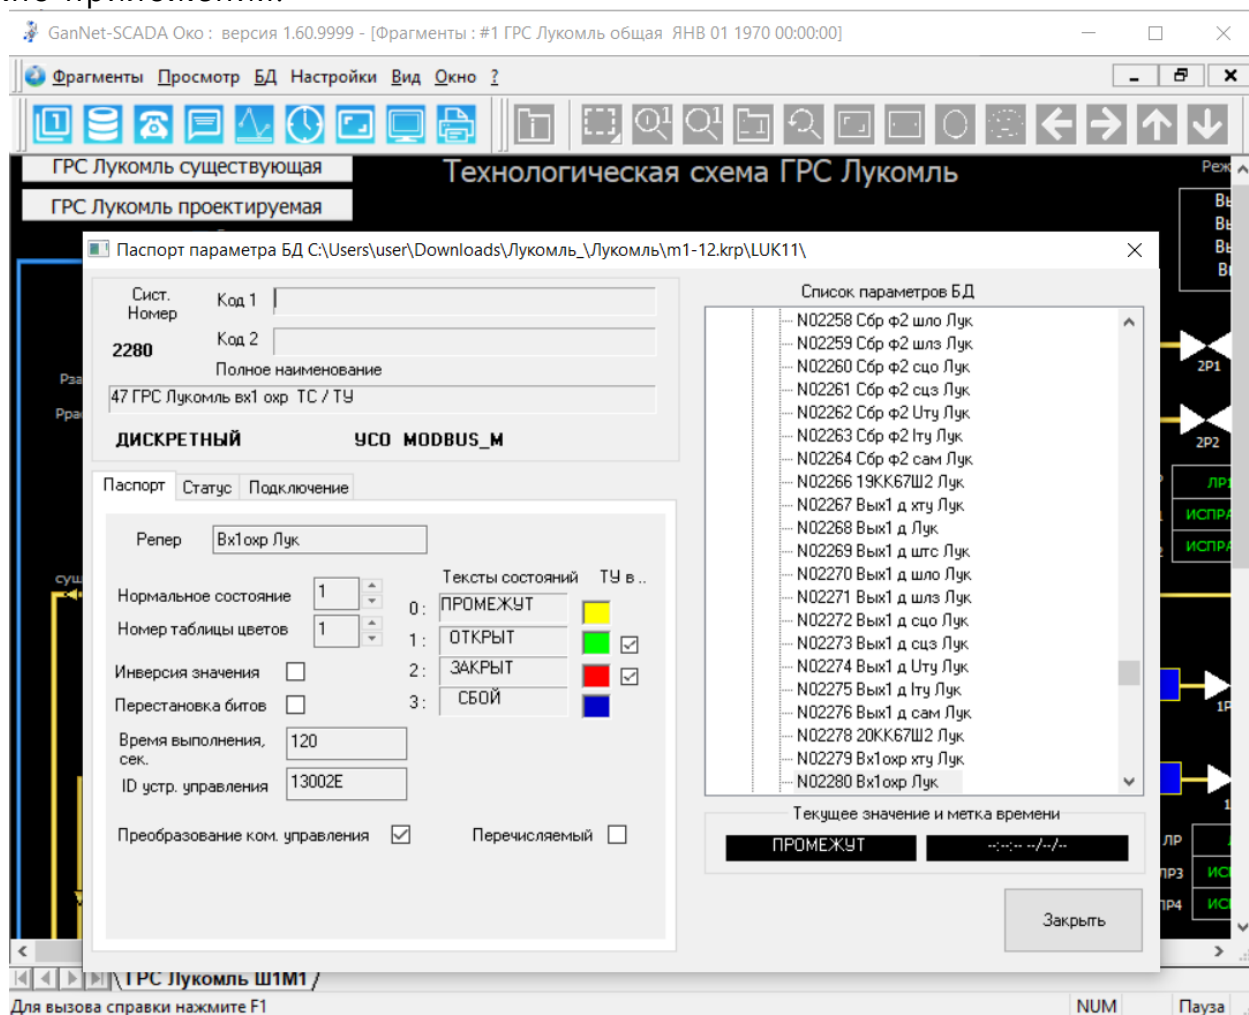 GanNet-SCADA Око : версия 1.60.9999 - [Фрагменты : #1 ГРС Лукомль общая ЯНВ 01 1970 00:00:00]
Фрагменты Просмотр БД Настройки Вид Окно ?
ГРС Лукомль существующая
Технологическая схема ГРС Лукомль
ГРС Лукомль проектируемая
Паспорт параметра БД C:\Users\user\Downloads\Лукомль_\Лукомль\m1-12.krp\LUK11\
Сист. Номер
2280
Код 1
Код 2
Полное наименование
47 ГРС Лукомль вх1 охр ТС / ТУ
ДИСКРЕТНЫЙ УСО MODBUS_M
Паспорт Статус Подключение
Репер Вх1охр Лук
Тексты состояний ТУ в ..
Нормальное состояние 1
0 : ПРОМЕЖУТ
Номер таблицы цветов 1
1 : ОТКРЫТ
Инверсия значения
2 : ЗАКРЫТ
Перестановка битов
3 : СБОЙ
Время выполнения, сек. 120
ID устр. управления 13002E
Преобразование ком. управления Перечисляемый
Список параметров БД
N02258 Сбр ф2 шло Лук
N02259 Сбр ф2 шлз Лук
N02260 Сбр ф2 сцо Лук
N02261 Сбр ф2 сцз Лук
N02262 Сбр ф2 Uту Лук
N02263 Сбр ф2 Iту Лук
N02264 Сбр ф2 сам Лук
N02266 19КК67Ш2 Лук
N02267 Вых1 д хту Лук
N02268 Вых1 д Лук
N02269 Вых1 д штс Лук
N02270 Вых1 д шло Лук
N02271 Вых1 д шлз Лук
N02272 Вых1 д сцо Лук
N02273 Вых1 д сцз Лук
N02274 Вых1 д Uту Лук
N02275 Вых1 д Iту Лук
N02276 Вых1 д сам Лук
N02278 20КК67Ш2 Лук
N02279 Вх1охр хту Лук
N02280 Вх1охр Лук
Текущее значение и метка времени
ПРОМЕЖУТ --:--:-- --/--/--
Закрыть
2Р1
2Р2
ЛР
ГРС Лукомль Ш1М1
Для вызова справки нажмите F1
NUM
Пауза